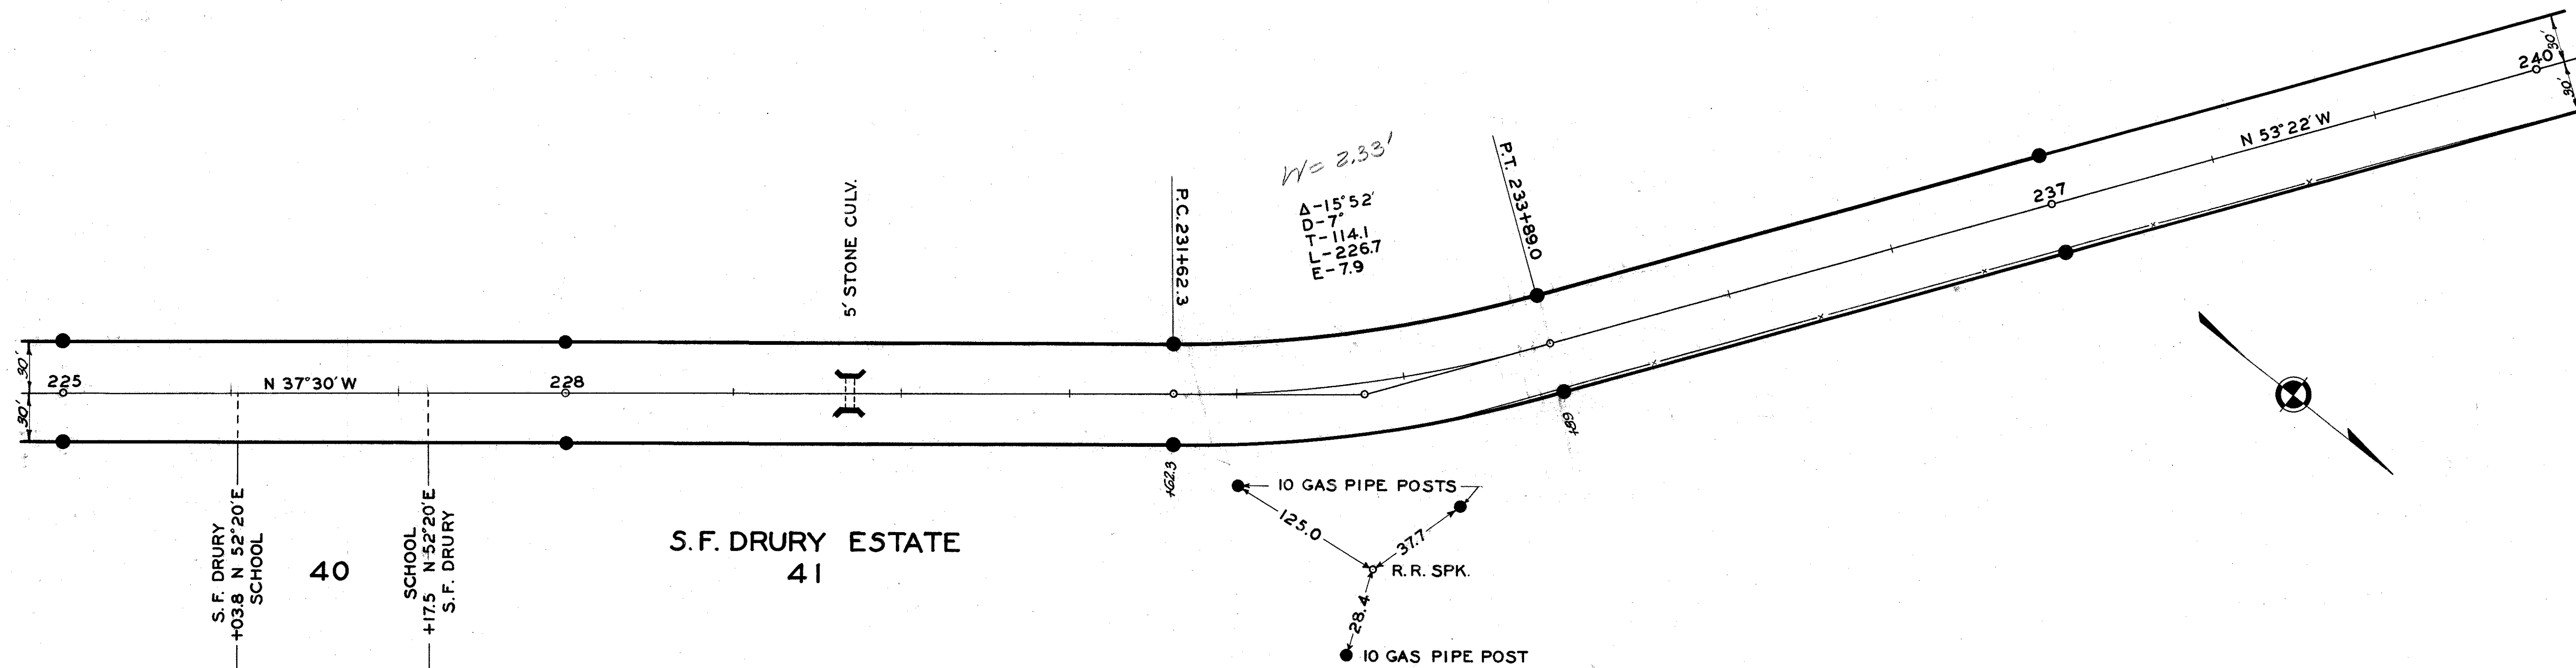 240
30'
30'
N 53°22' W
237
W= 2.33'
Δ-15°52'
D-7°
T-114.1
L-226.7
E-7.9
P.T. 233+89.0
P.C. 231+62.3
5' STONE CULV.
30'
30'
225
N 37°30' W
228
+62.3
+89
S.F. DRURY
+03.8 N 52°20' E
SCHOOL
40
SCHOOL
+17.5 N 52°20' E
S.F. DRURY
S.F. DRURY ESTATE
41
10 GAS PIPE POSTS
125.0
37.7
R.R. SPK.
28.4
10 GAS PIPE POST